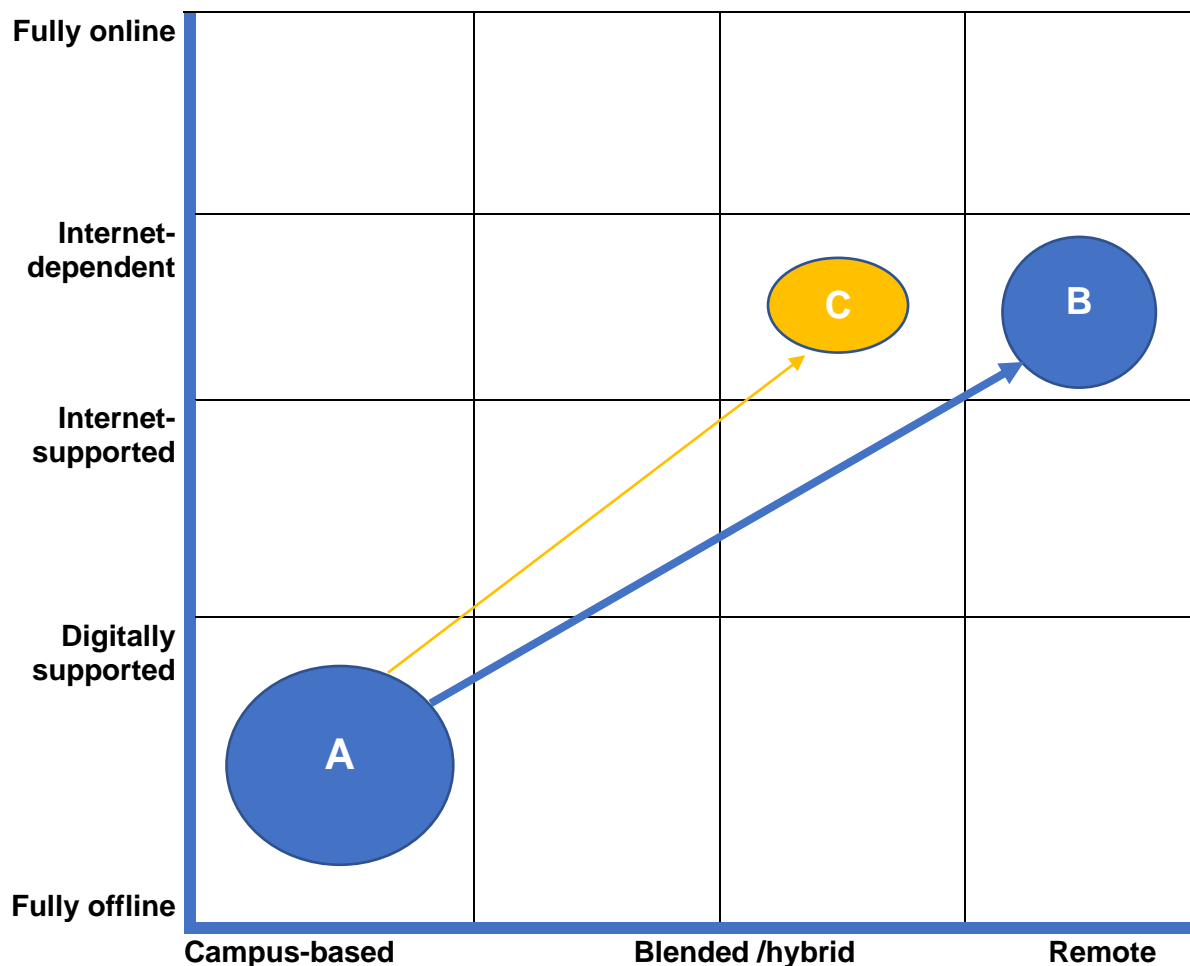 Fully online
Internet-
dependent
C
B
Internet-
supported
Digitally
supported
A
Fully offline
Campus-based
Blended /hybrid
Remote